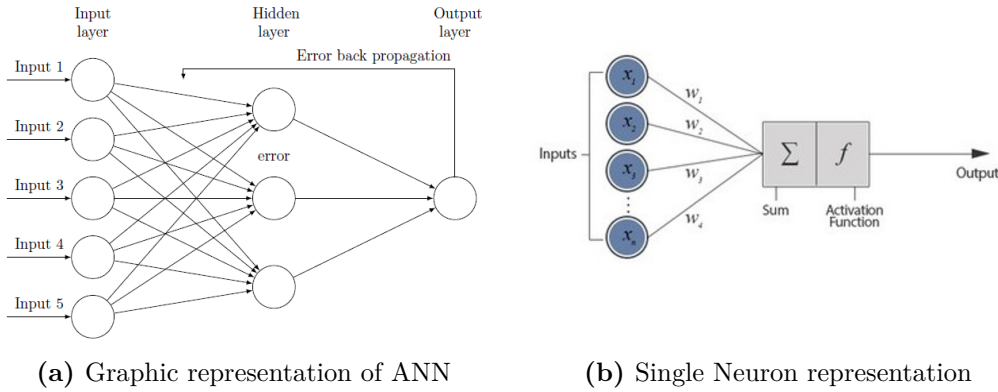 Input
layer
Hidden
layer
Output
layer
Error back propagation
Input 1
Input 2
error
Input 3
Input 4
Input 5
(a) Graphic representation of ANN
x1
x2
x3
xn
Inputs
w1
w2
w3
w4
∑
f
Output
Sum
Activation
Function
(b) Single Neuron representation